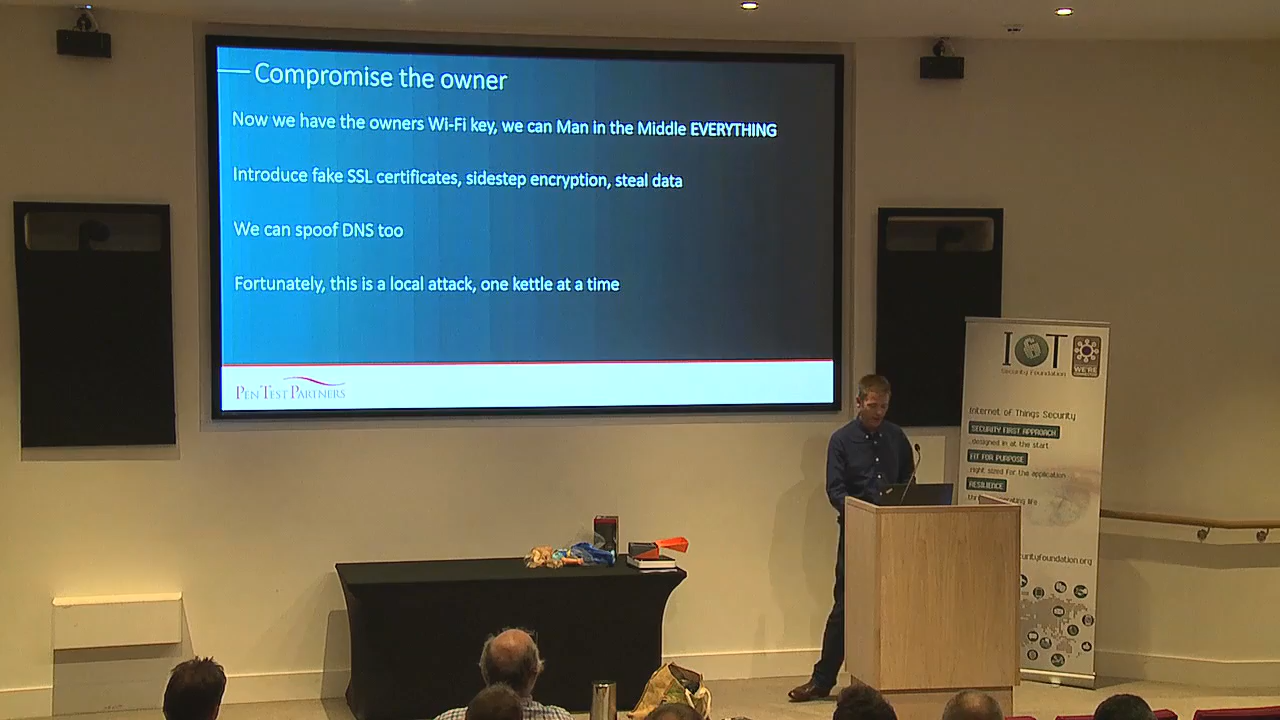 Compromise the owner
Now we have the owners Wi-Fi key, we can Man in the Middle EVERYTHING
Introduce fake SSL certificates, sidestep encryption, steal data
We can spoof DNS too
Fortunately, this is a local attack, one kettle at a time
PEN TEST PARTNERS
IOT
Security Foundation
WE'RE
Internet of Things Security
SECURITY FIRST APPROACH
designed in at the start
FIT FOR PURPOSE
right sized for the application
RESILIENCE